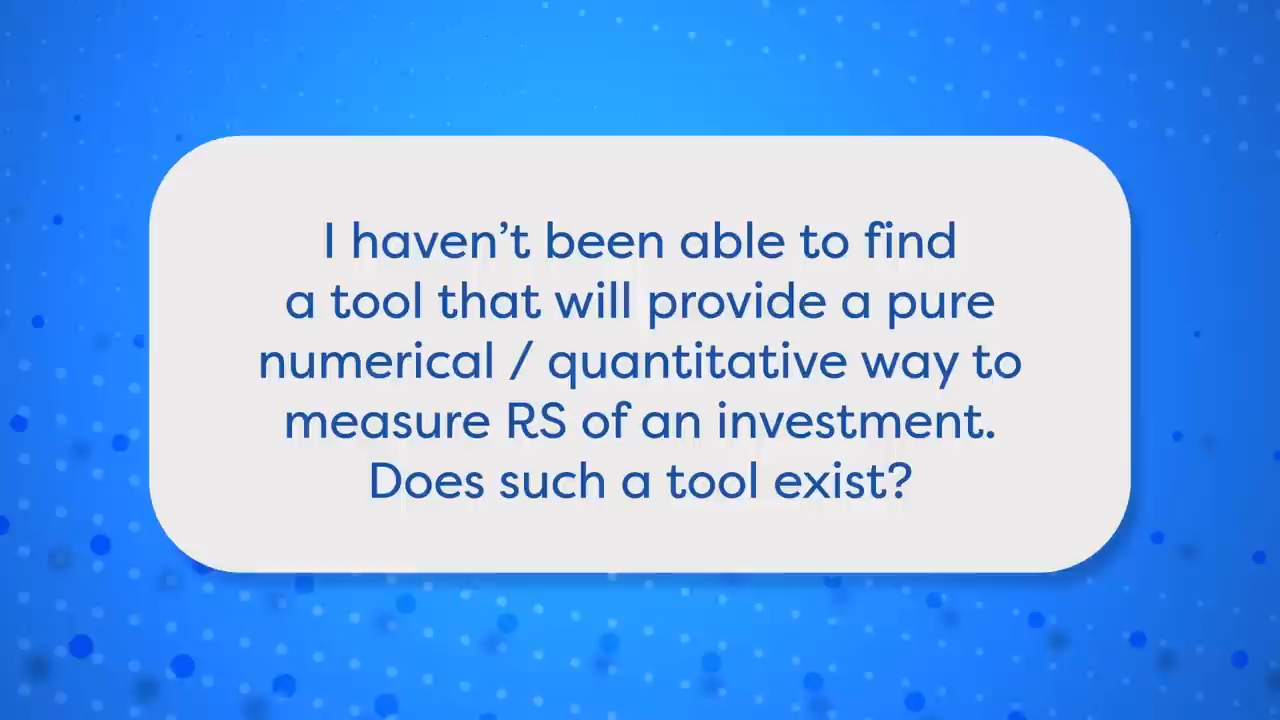 I haven’t been able to find
a tool that will provide a pure
numerical / quantitative way to
measure RS of an investment.
Does such a tool exist?